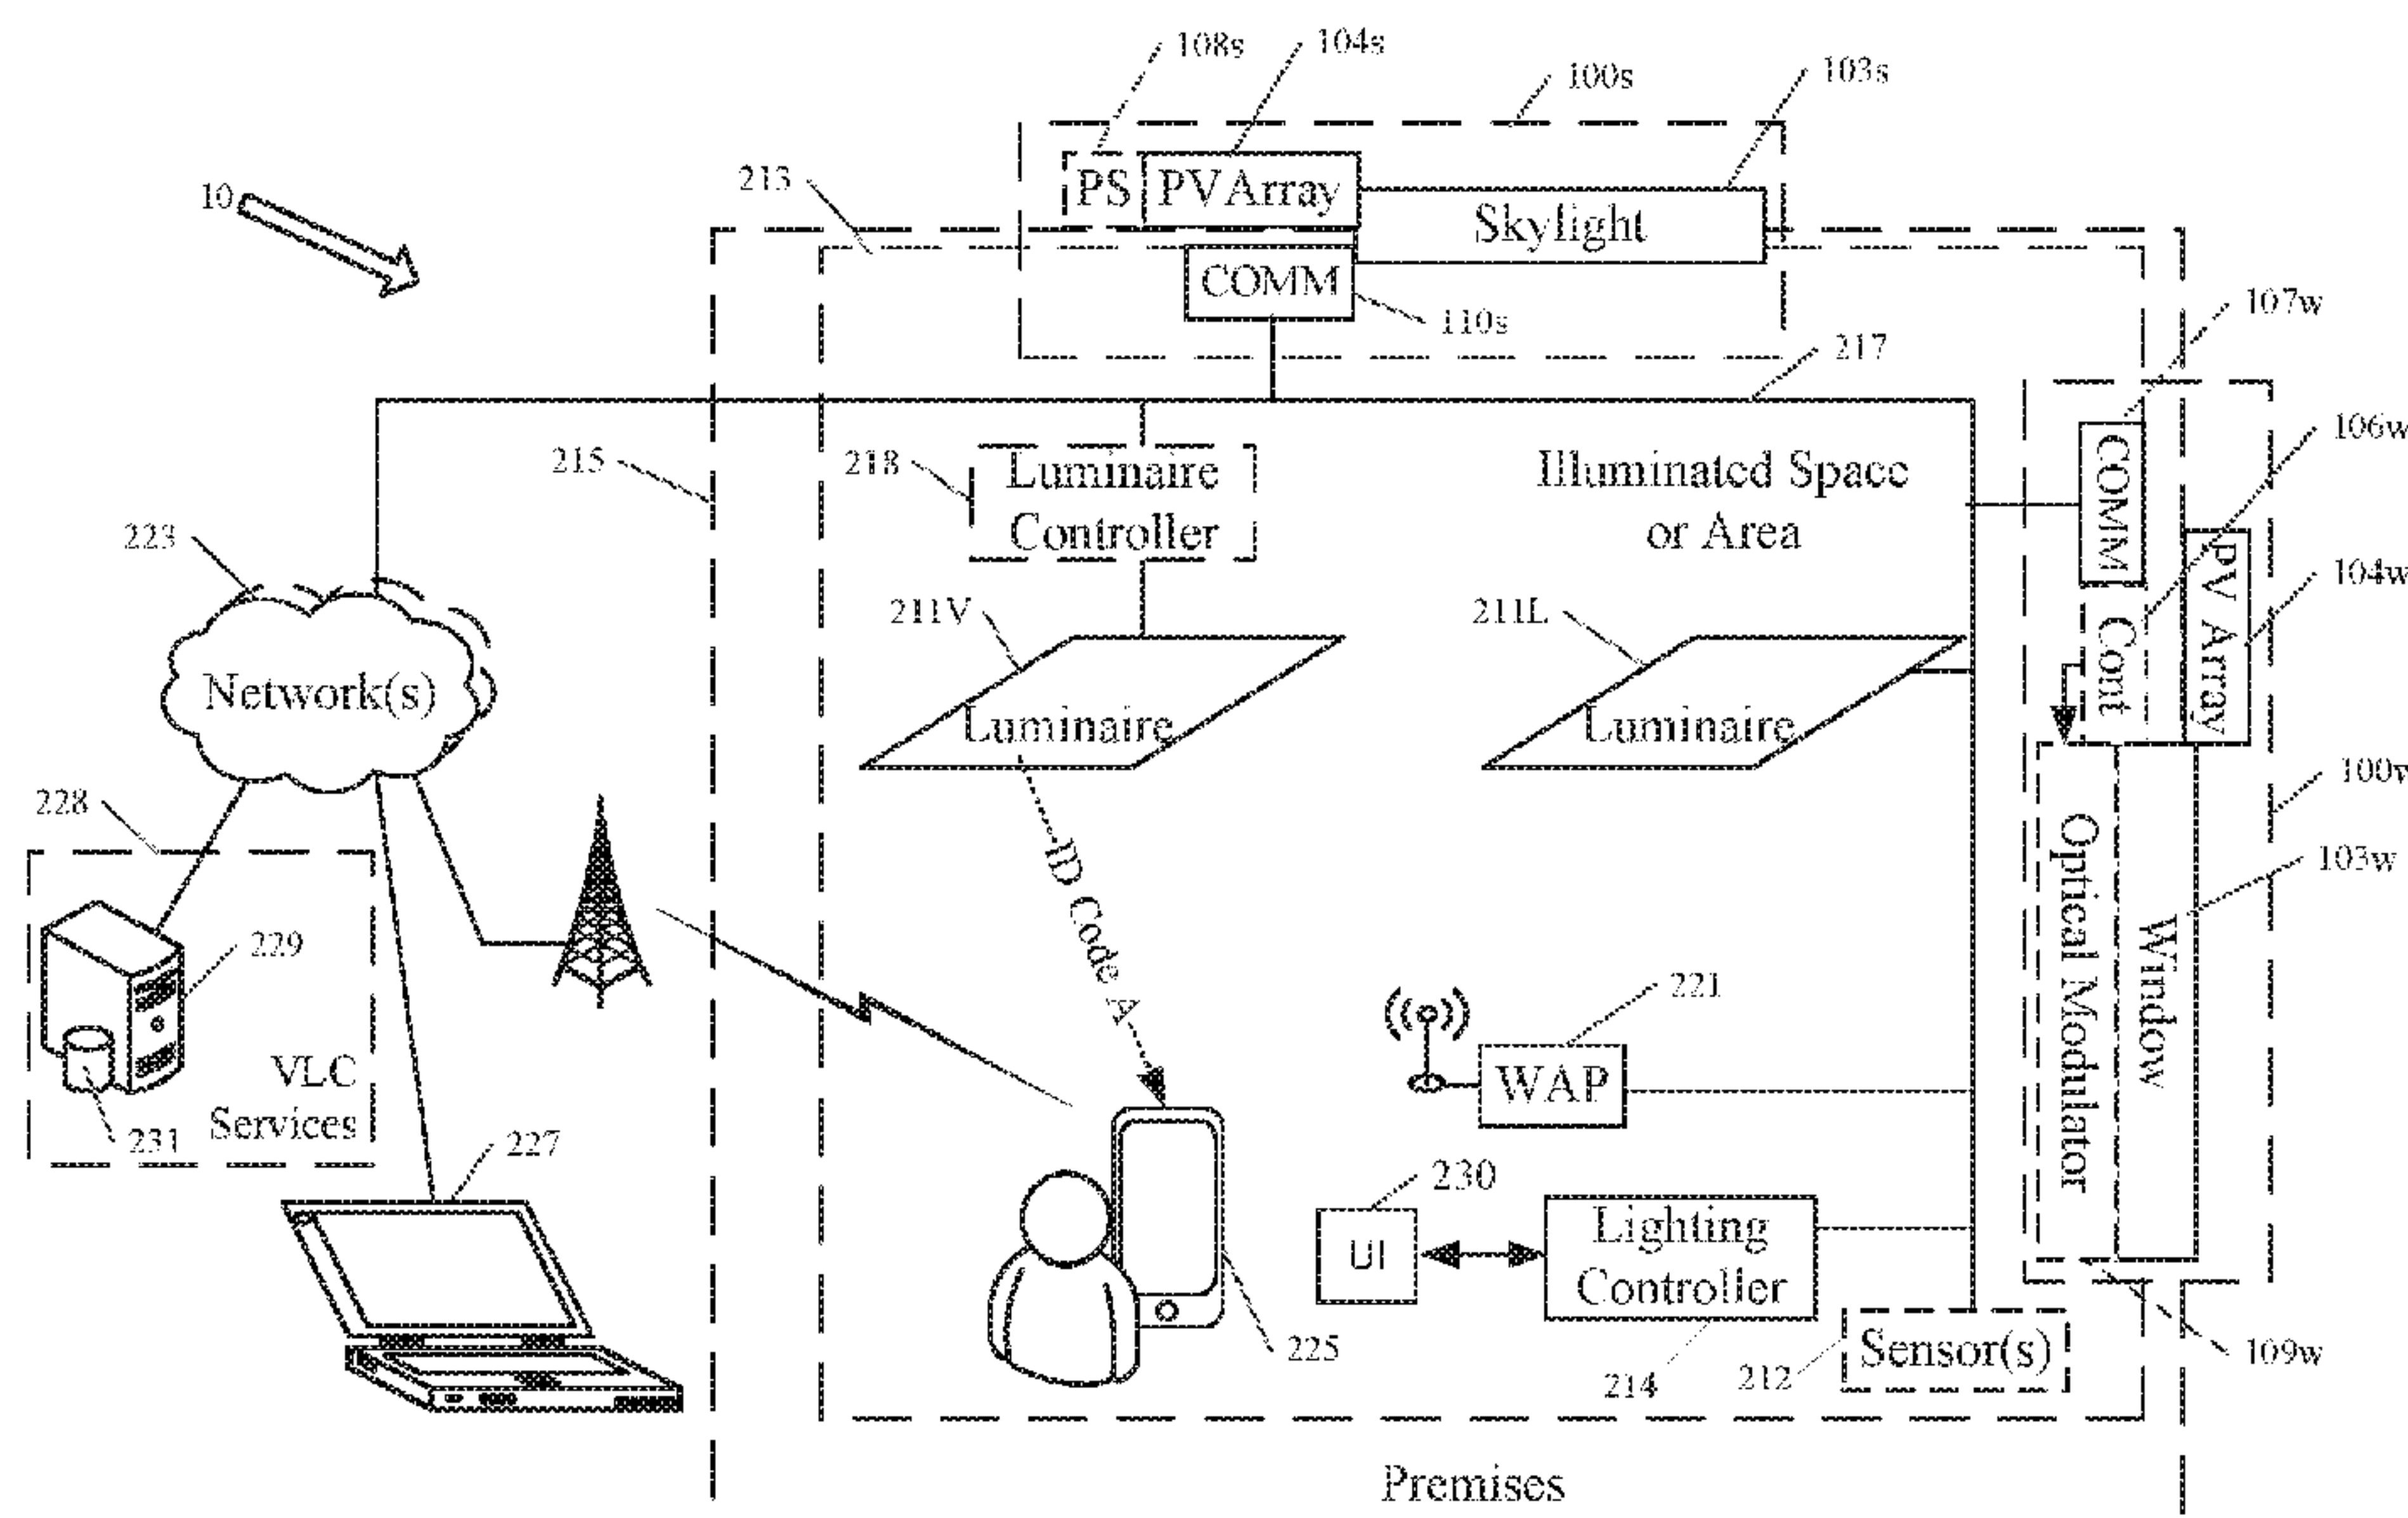 108s
104s
100s
103s
10
213
PS
PV Array
Skylight
COMM
110s
107w
217
106w
215
218
Luminaire
Controller
Illuminated Space
or Area
COMM
223
PV Array
104w
211V
211L
Cont
Network(s)
Luminaire
Luminaire
100w
228
103w
ID Code
Optical Modulator
Window
229
221
WAP
VLC
Services
231
227
230
UI
Lighting
Controller
225
214
212
Sensor(s)
109w
Premises